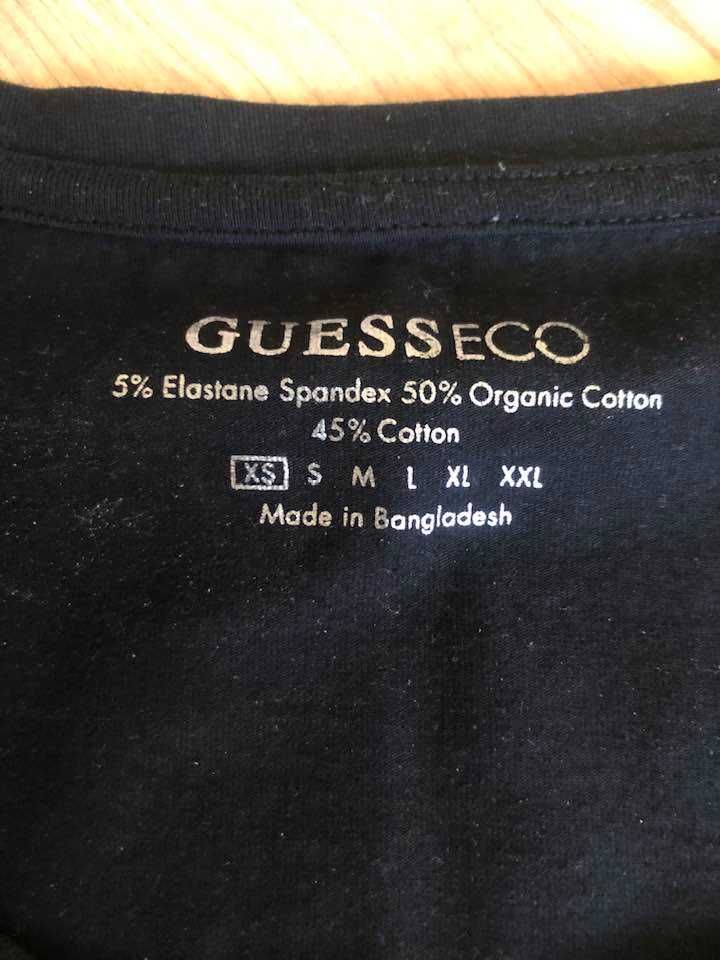 GUESSECO
5% Elastane Spandex 50% Organic Cotton
45% Cotton
XS S M L XL XXL
Made in Bangladesh